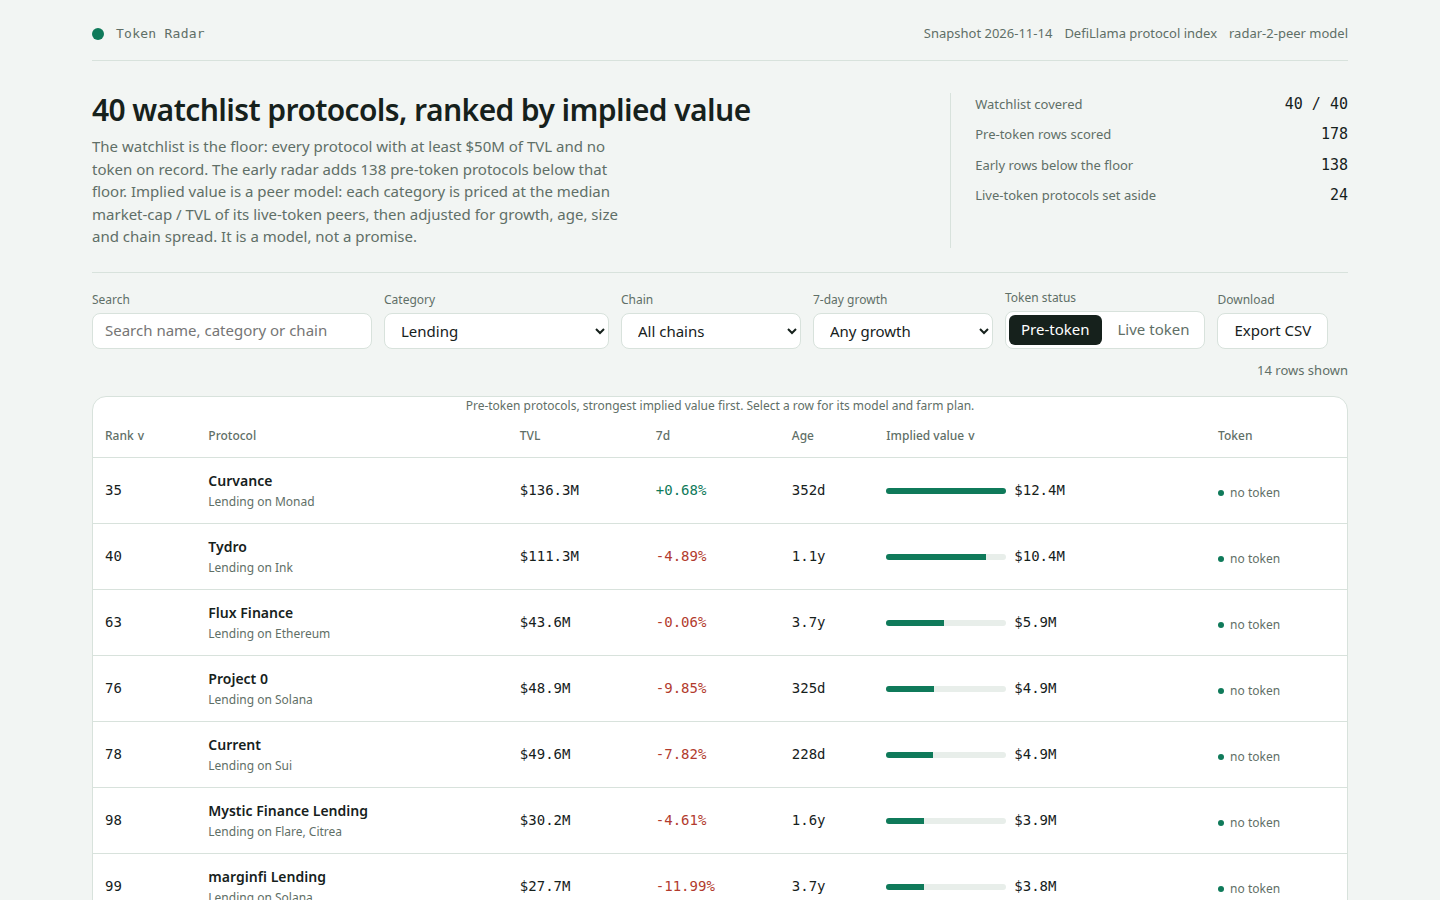 Token Radar
Snapshot 2026-11-14 DefiLlama protocol index radar-2-peer model
40 watchlist protocols, ranked by implied value
The watchlist is the floor: every protocol with at least $50M of TVL and no
token on record. The early radar adds 138 pre-token protocols below that
floor. Implied value is a peer model: each category is priced at the median
market-cap / TVL of its live-token peers, then adjusted for growth, age, size
and chain spread. It is a model, not a promise.
Watchlist covered 40 / 40
Pre-token rows scored 178
Early rows below the floor 138
Live-token protocols set aside 24
Search Category Chain 7-day growth Token status Download
Search name, category or chain Lending All chains Any growth Pre-token Live token Export CSV
14 rows shown
Pre-token protocols, strongest implied value first. Select a row for its model and farm plan.
Rank v Protocol TVL 7d Age Implied value v Token
35 Curvance $136.3M +0.68% 352d $12.4M no token
Lending on Monad
40 Tydro $111.3M -4.89% 1.1y $10.4M no token
Lending on Ink
63 Flux Finance $43.6M -0.06% 3.7y $5.9M no token
Lending on Ethereum
76 Project 0 $48.9M -9.85% 325d $4.9M no token
Lending on Solana
78 Current $49.6M -7.82% 228d $4.9M no token
Lending on Sui
98 Mystic Finance Lending $30.2M -4.61% 1.6y $3.9M no token
Lending on Flare, Citrea
99 marginfi Lending $27.7M -11.99% 3.7y $3.8M no token
Lending on Solana